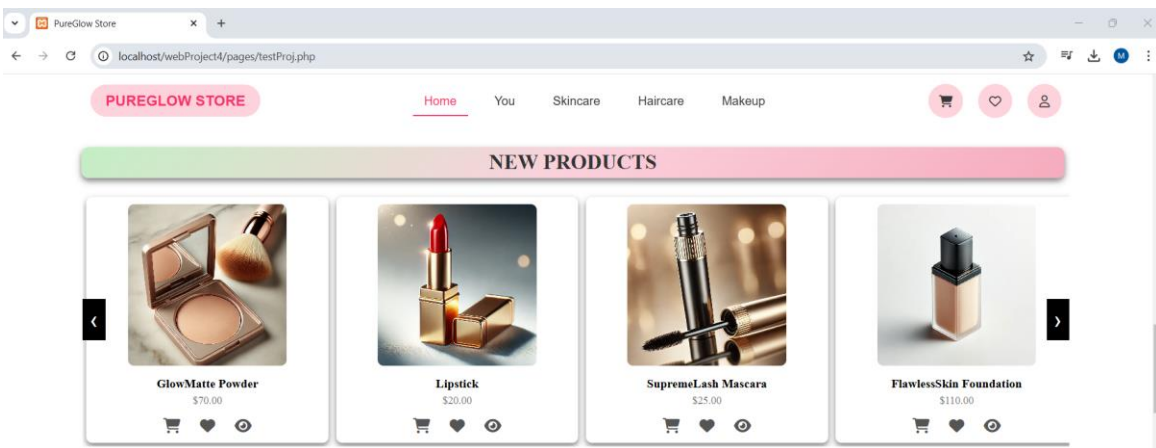 PureGlow Store
localhost/webProject4/pages/testProj.php
M
PUREGLOW STORE
Home You Skincare Haircare Makeup
NEW PRODUCTS
GlowMatte Powder
$70.00
Lipstick
$20.00
SupremeLash Mascara
$25.00
FlawlessSkin Foundation
$110.00